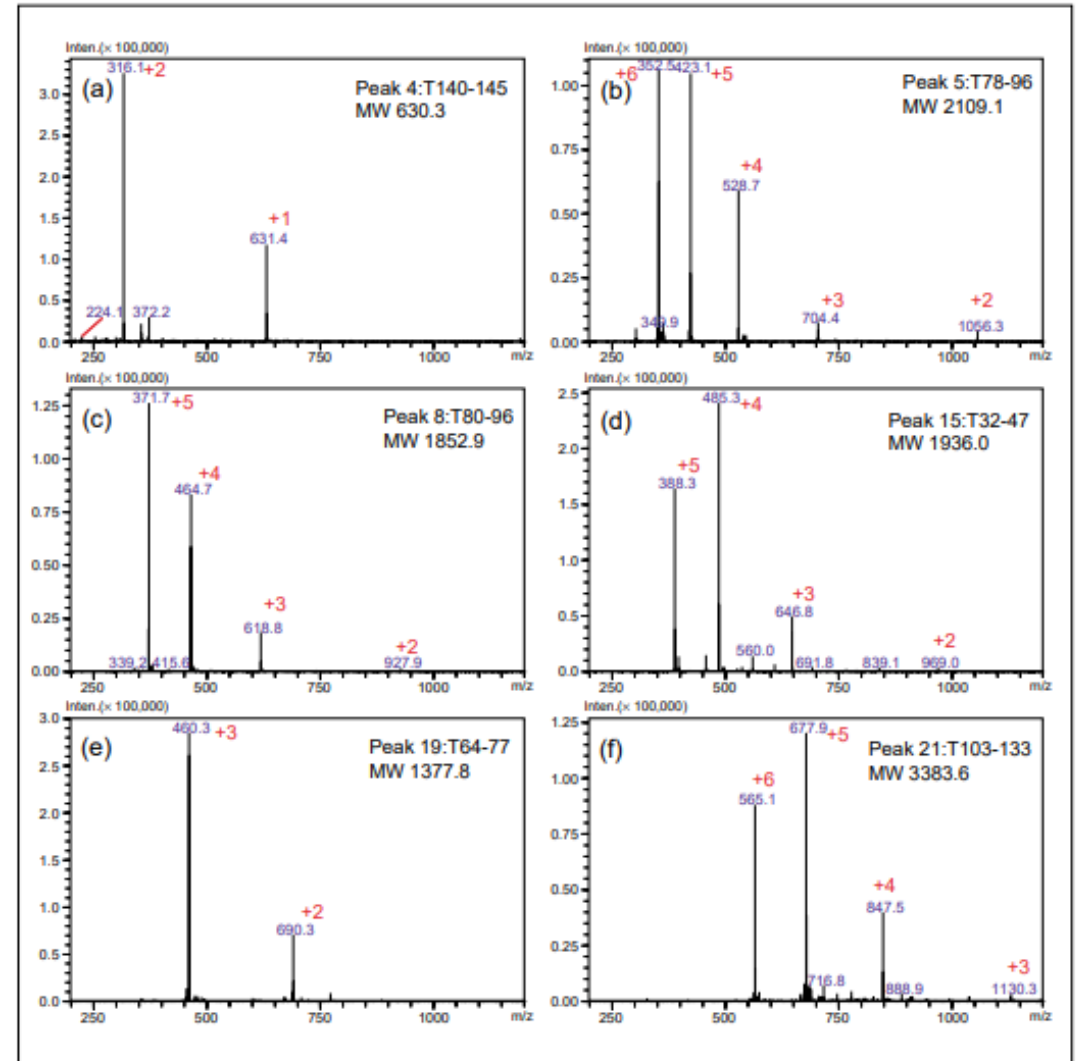 Inten.(× 100,000)
316.1 +2
(a)
Peak 4:T140-145
MW 630.3
3.0
2.5
2.0
1.5
+1
631.4
1.0
0.5
224.1 372.2
0.0
250 500 750 1000 m/z
Inten.(× 100,000)
+6 352.5 423.1 +5
(b)
Peak 5:T78-96
MW 2109.1
1.00
0.75
+4
528.7
0.50
0.25
+3 +2
349.9 704.4 1056.3
0.00
250 500 750 1000 m/z
Inten.(× 100,000)
371.7 +5
(c)
Peak 8:T80-96
MW 1852.9
1.25
1.00
+4
464.7
0.75
0.50
0.25
+3
618.8
+2
339.2 415.6 927.9
0.00
250 500 750 1000 m/z
Inten.(× 100,000)
485.3 +4
(d)
Peak 15:T32-47
MW 1936.0
2.5
2.0
+5
388.3
1.5
1.0
+3
646.8
0.5
+2
560.0 691.8 839.1 969.0
0.0
250 500 750 1000 m/z
Inten.(× 100,000)
460.3 +3
(e)
Peak 19:T64-77
MW 1377.8
3.0
2.5
2.0
1.5
1.0
+2
690.3
0.5
0.0
250 500 750 1000 m/z
Inten.(× 100,000)
677.9 +5
(f)
Peak 21:T103-133
MW 3383.6
1.25
1.00
+6
565.1
0.75
0.50
+4
847.5
0.25
+3
716.8 888.9 1130.3
0.00
250 500 750 1000 m/z